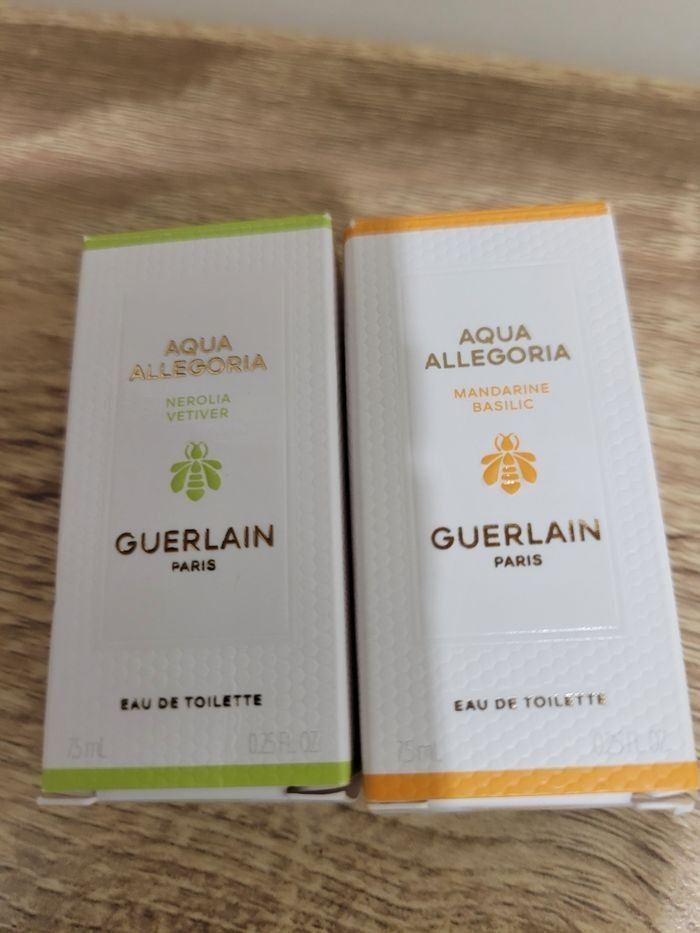 AQUA
ALLEGORIA
NEROLIA
VETIVER
GUERLAIN
PARIS
EAU DE TOILETTE
7.5 mL 0.25 FL. OZ.
AQUA
ALLEGORIA
MANDARINE
BASILIC
GUERLAIN
PARIS
EAU DE TOILETTE
7.5 mL 0.25 FL. OZ.